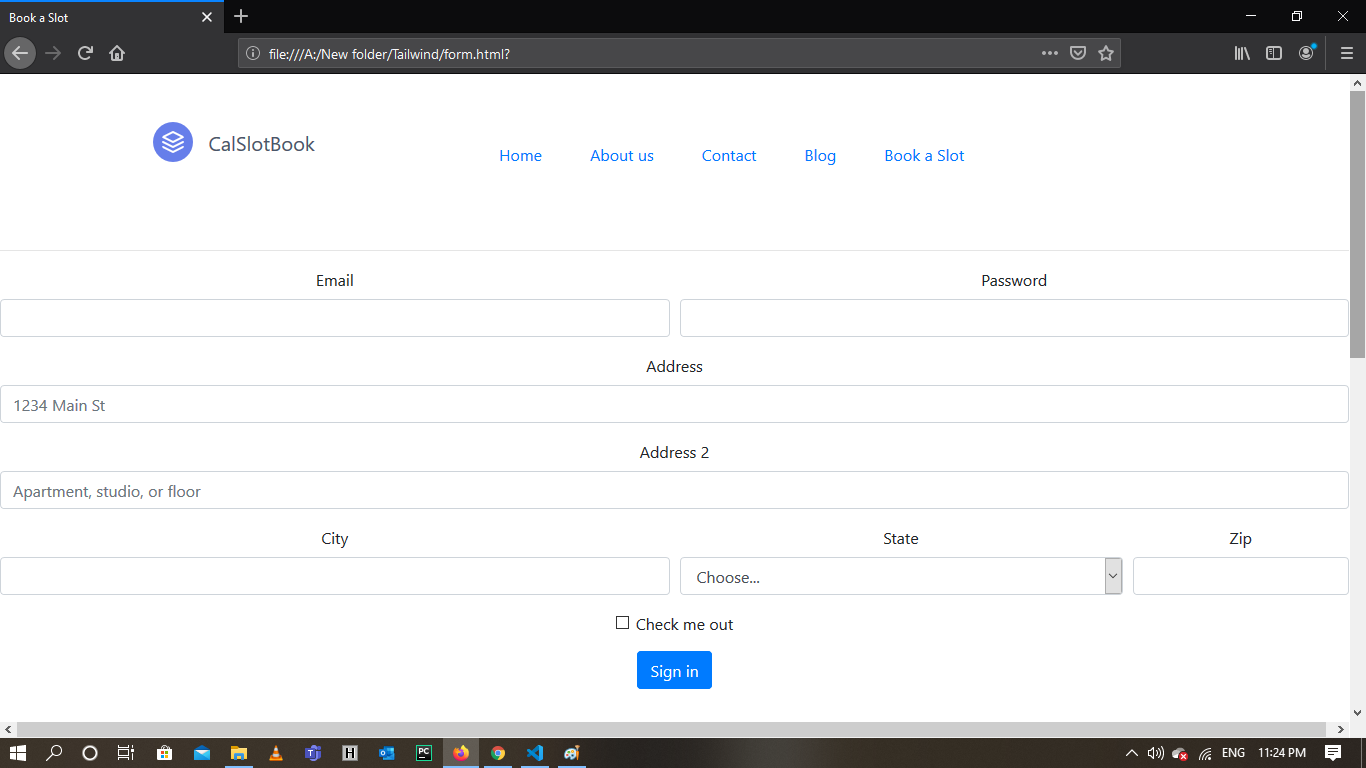 Book a Slot
file:///A:/New folder/Tailwind/form.html?
CalSlotBook
Home About us Contact Blog Book a Slot
Email Password
Address
1234 Main St
Address 2
Apartment, studio, or floor
City State Zip
Choose...
Check me out
Sign in
H PC ENG 11:24 PM